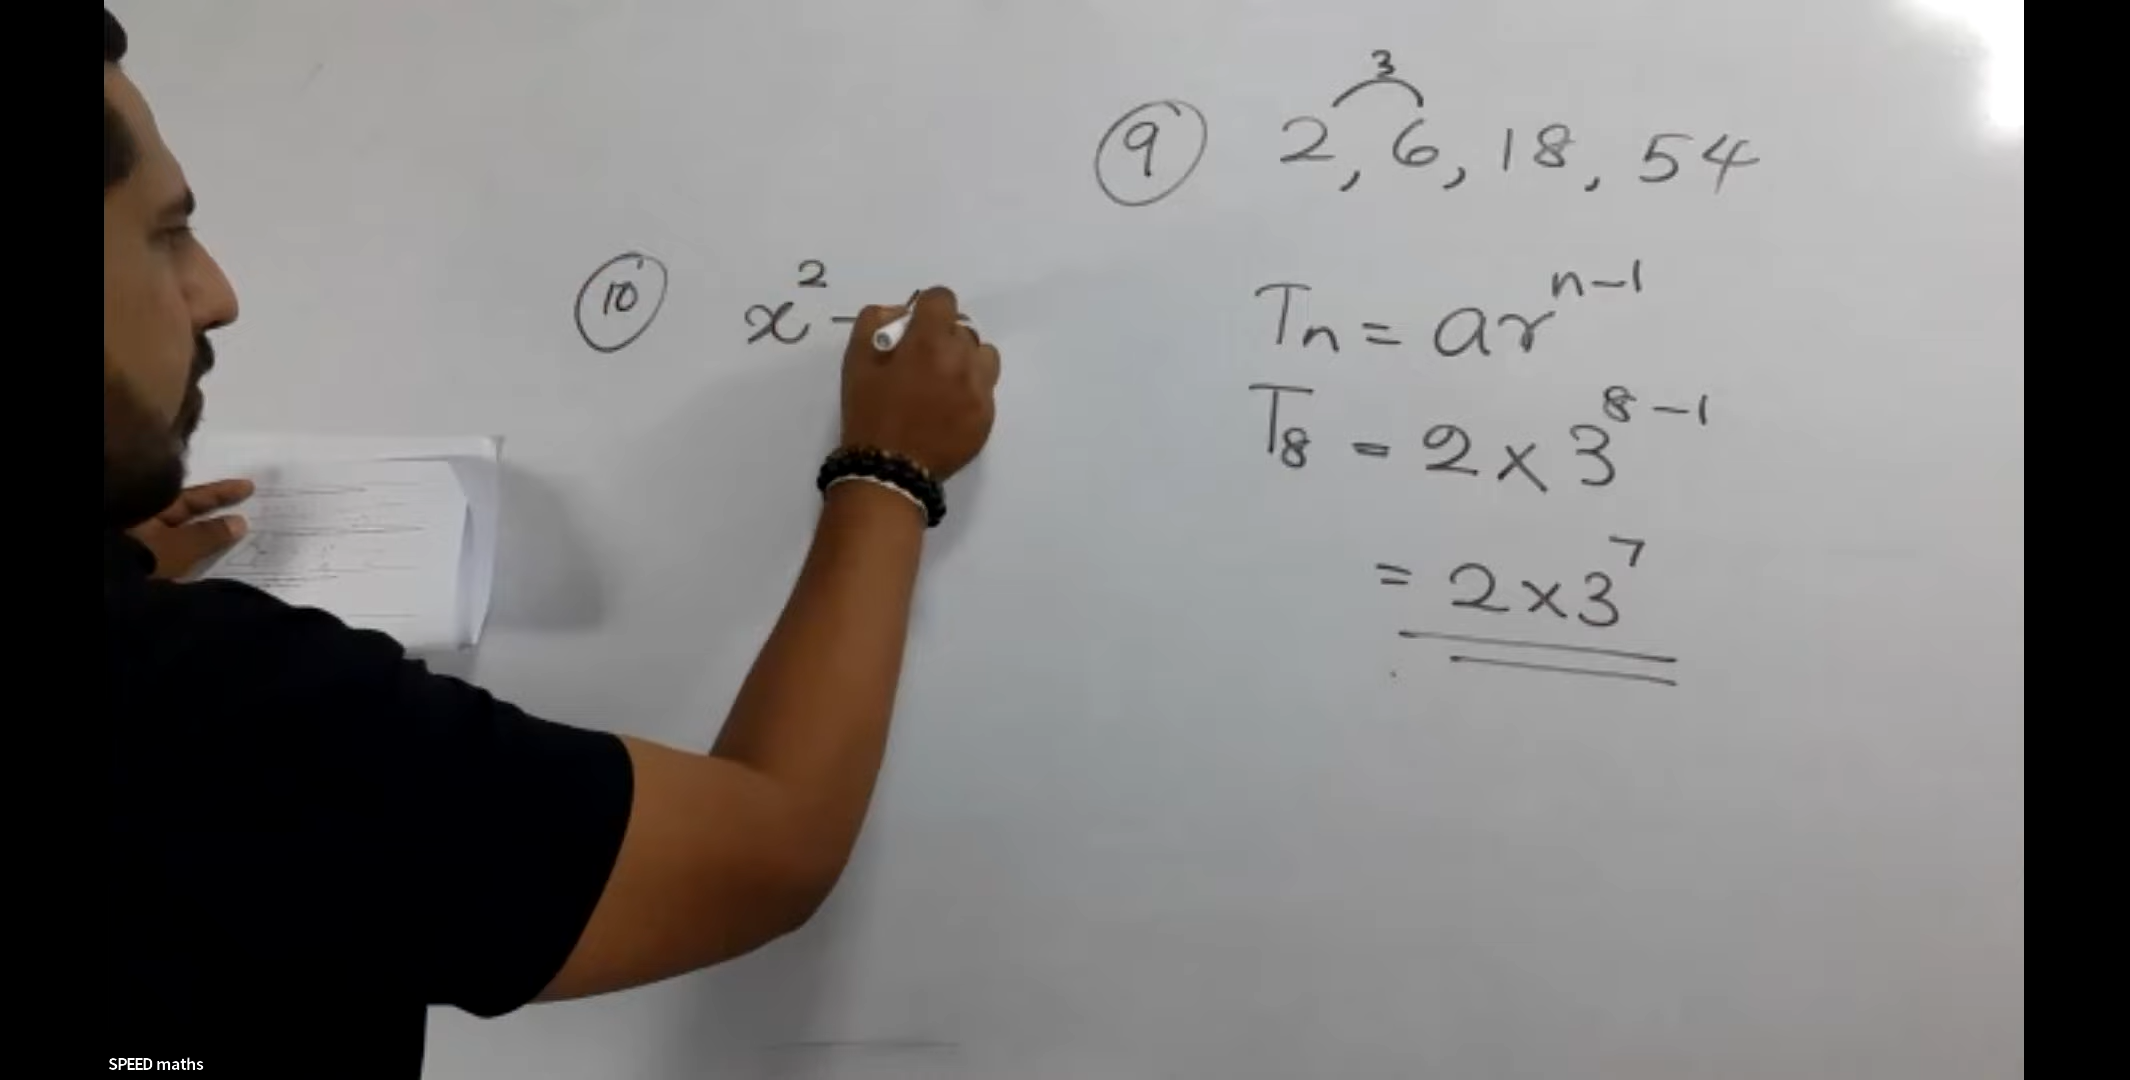 3
⑨ 2, 6, 18, 54
Tn = ar^(n-1)
T8 = 2 × 3^(8-1)
= 2 × 3^7
⑩ x² -
SPEED maths